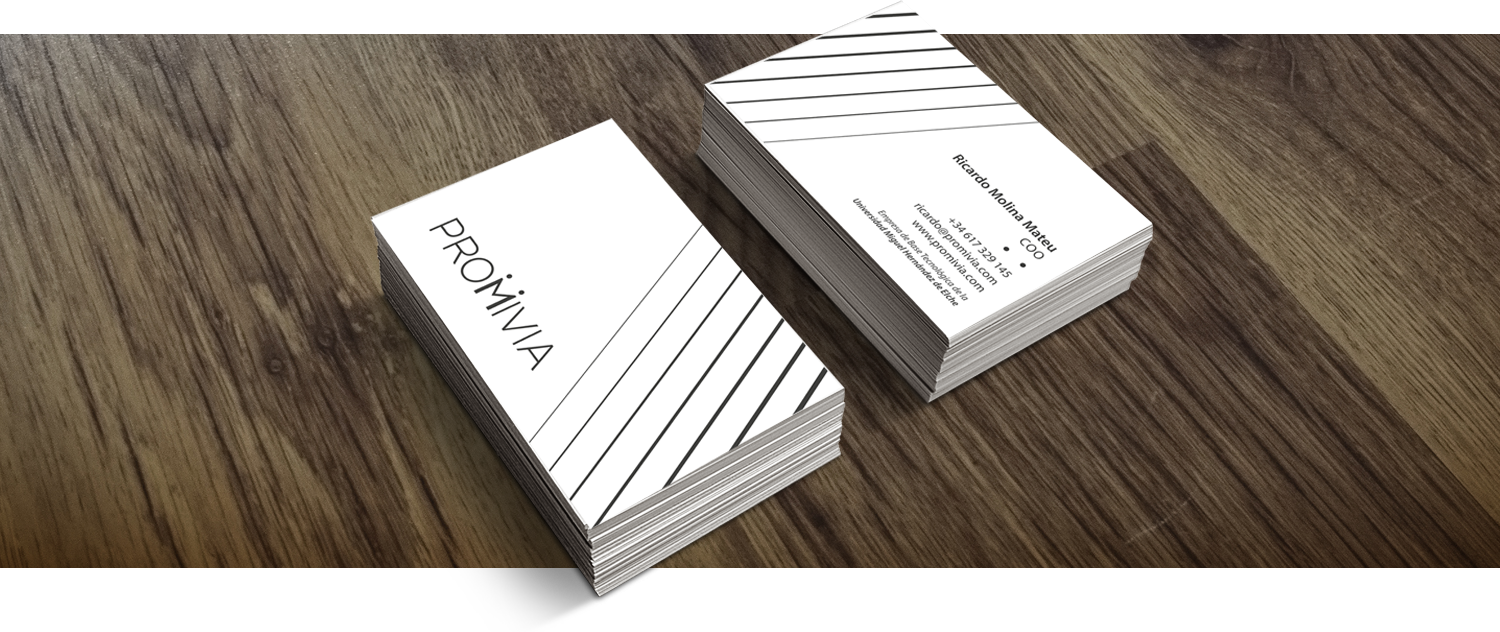 PROMIVIA
Ricardo Molina Mateu
COO
+34 617 329 145
ricardo@promivia.com
www.promivia.com
Empresa de Base Tecnológica de la
Universidad Miguel Hernández de Elche